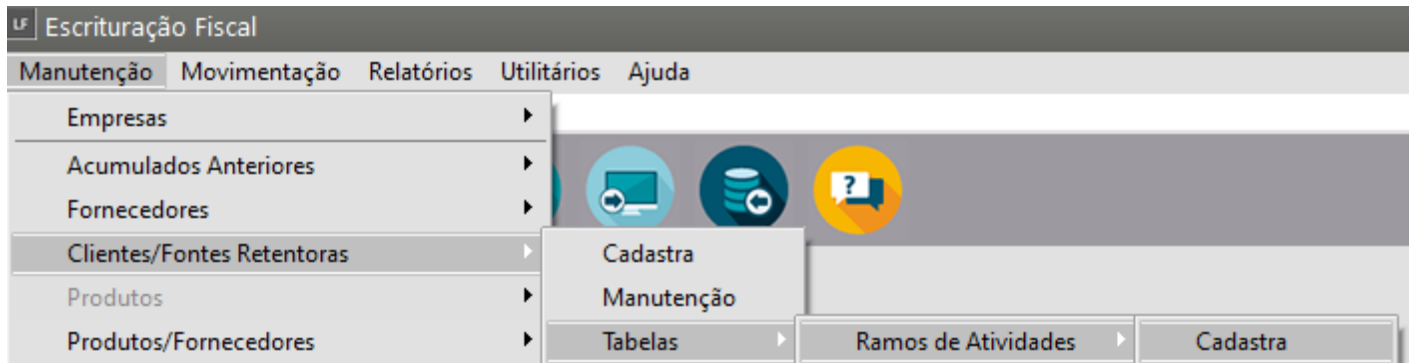 LF Escrituração Fiscal
Manutenção Movimentação Relatórios Utilitários Ajuda
Empresas
Acumulados Anteriores
Fornecedores
?
Clientes/Fontes Retentoras Cadastra
Produtos Manutenção
Produtos/Fornecedores Tabelas Ramos de Atividades Cadastra